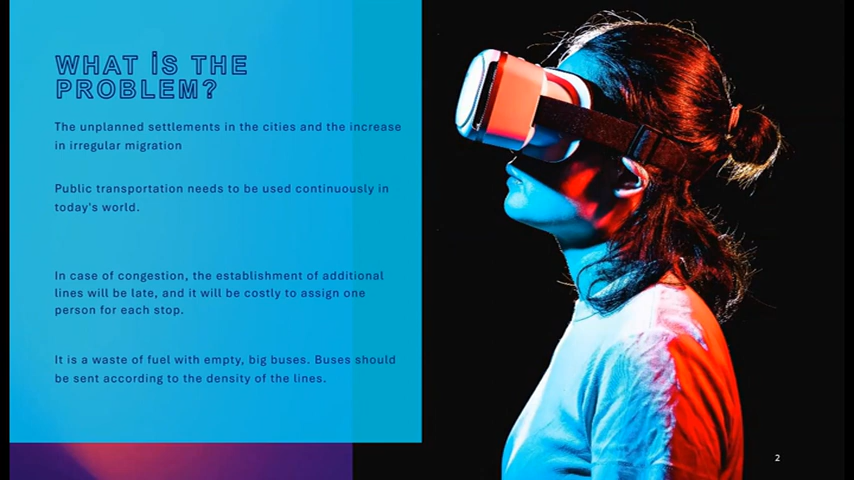 WHAT İS THE
PROBLEM?
The unplanned settlements in the cities and the increase
in irregular migration
Public transportation needs to be used continuously in
today's world.
In case of congestion, the establishment of additional
lines will be late, and it will be costly to assign one
person for each stop.
It is a waste of fuel with empty, big buses. Buses should
be sent according to the density of the lines.
2